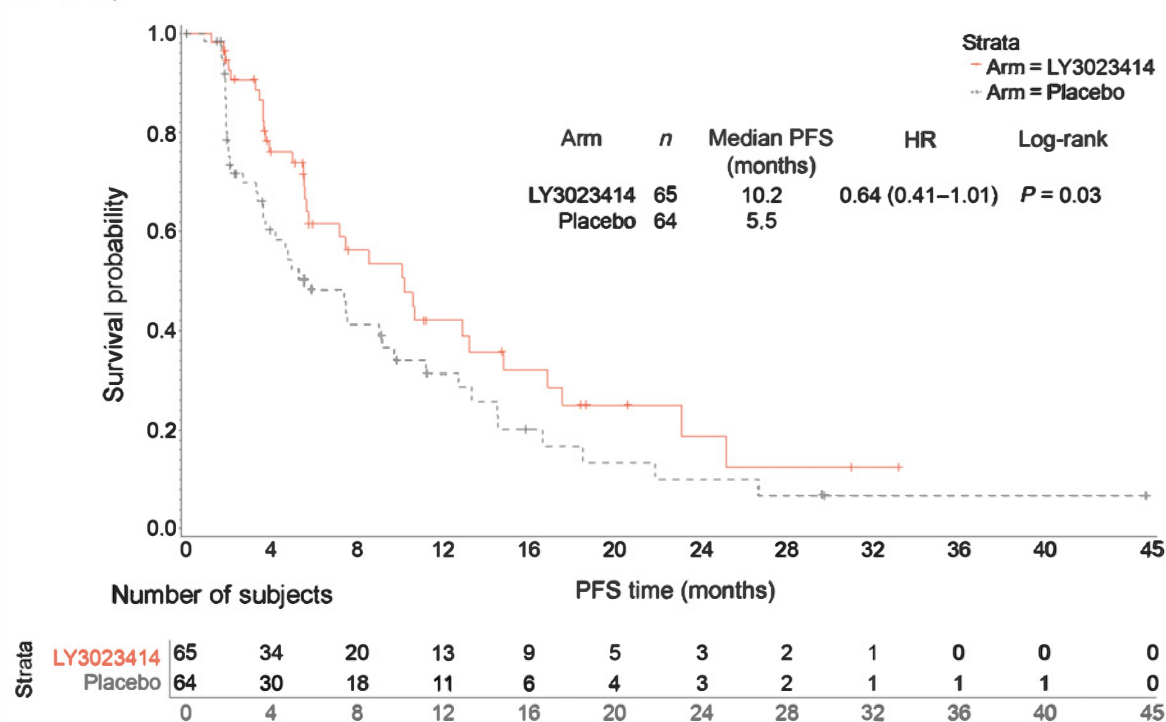 1.0
0.8
0.6
0.4
0.2
0.0
Survival probability
Strata
Arm = LY3023414
Arm = Placebo
Arm n Median PFS (months) HR Log-rank
LY3023414 65 10.2 0.64 (0.41–1.01) P = 0.03
Placebo 64 5.5
0 4 8 12 16 20 24 28 32 36 40 45
PFS time (months)
Number of subjects
Strata
LY3023414 65 34 20 13 9 5 3 2 1 0 0 0
Placebo 64 30 18 11 6 4 3 2 1 1 1 0
0 4 8 12 16 20 24 28 32 36 40 45